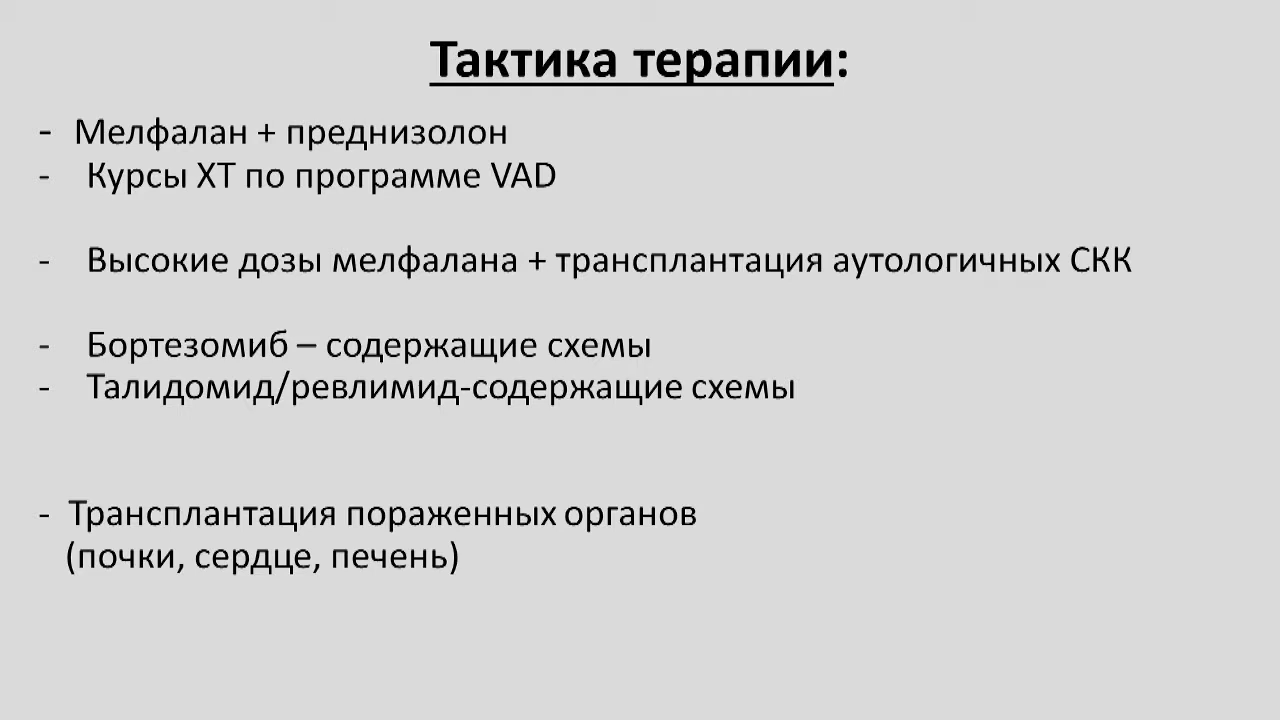 Тактика терапии:
- Мелфалан + преднизолон
- Курсы ХТ по программе VAD
- Высокие дозы мелфалана + трансплантация аутологичных СКК
- Бортезомиб – содержащие схемы
- Талидомид/ревлимид-содержащие схемы
- Трансплантация пораженных органов
(почки, сердце, печень)